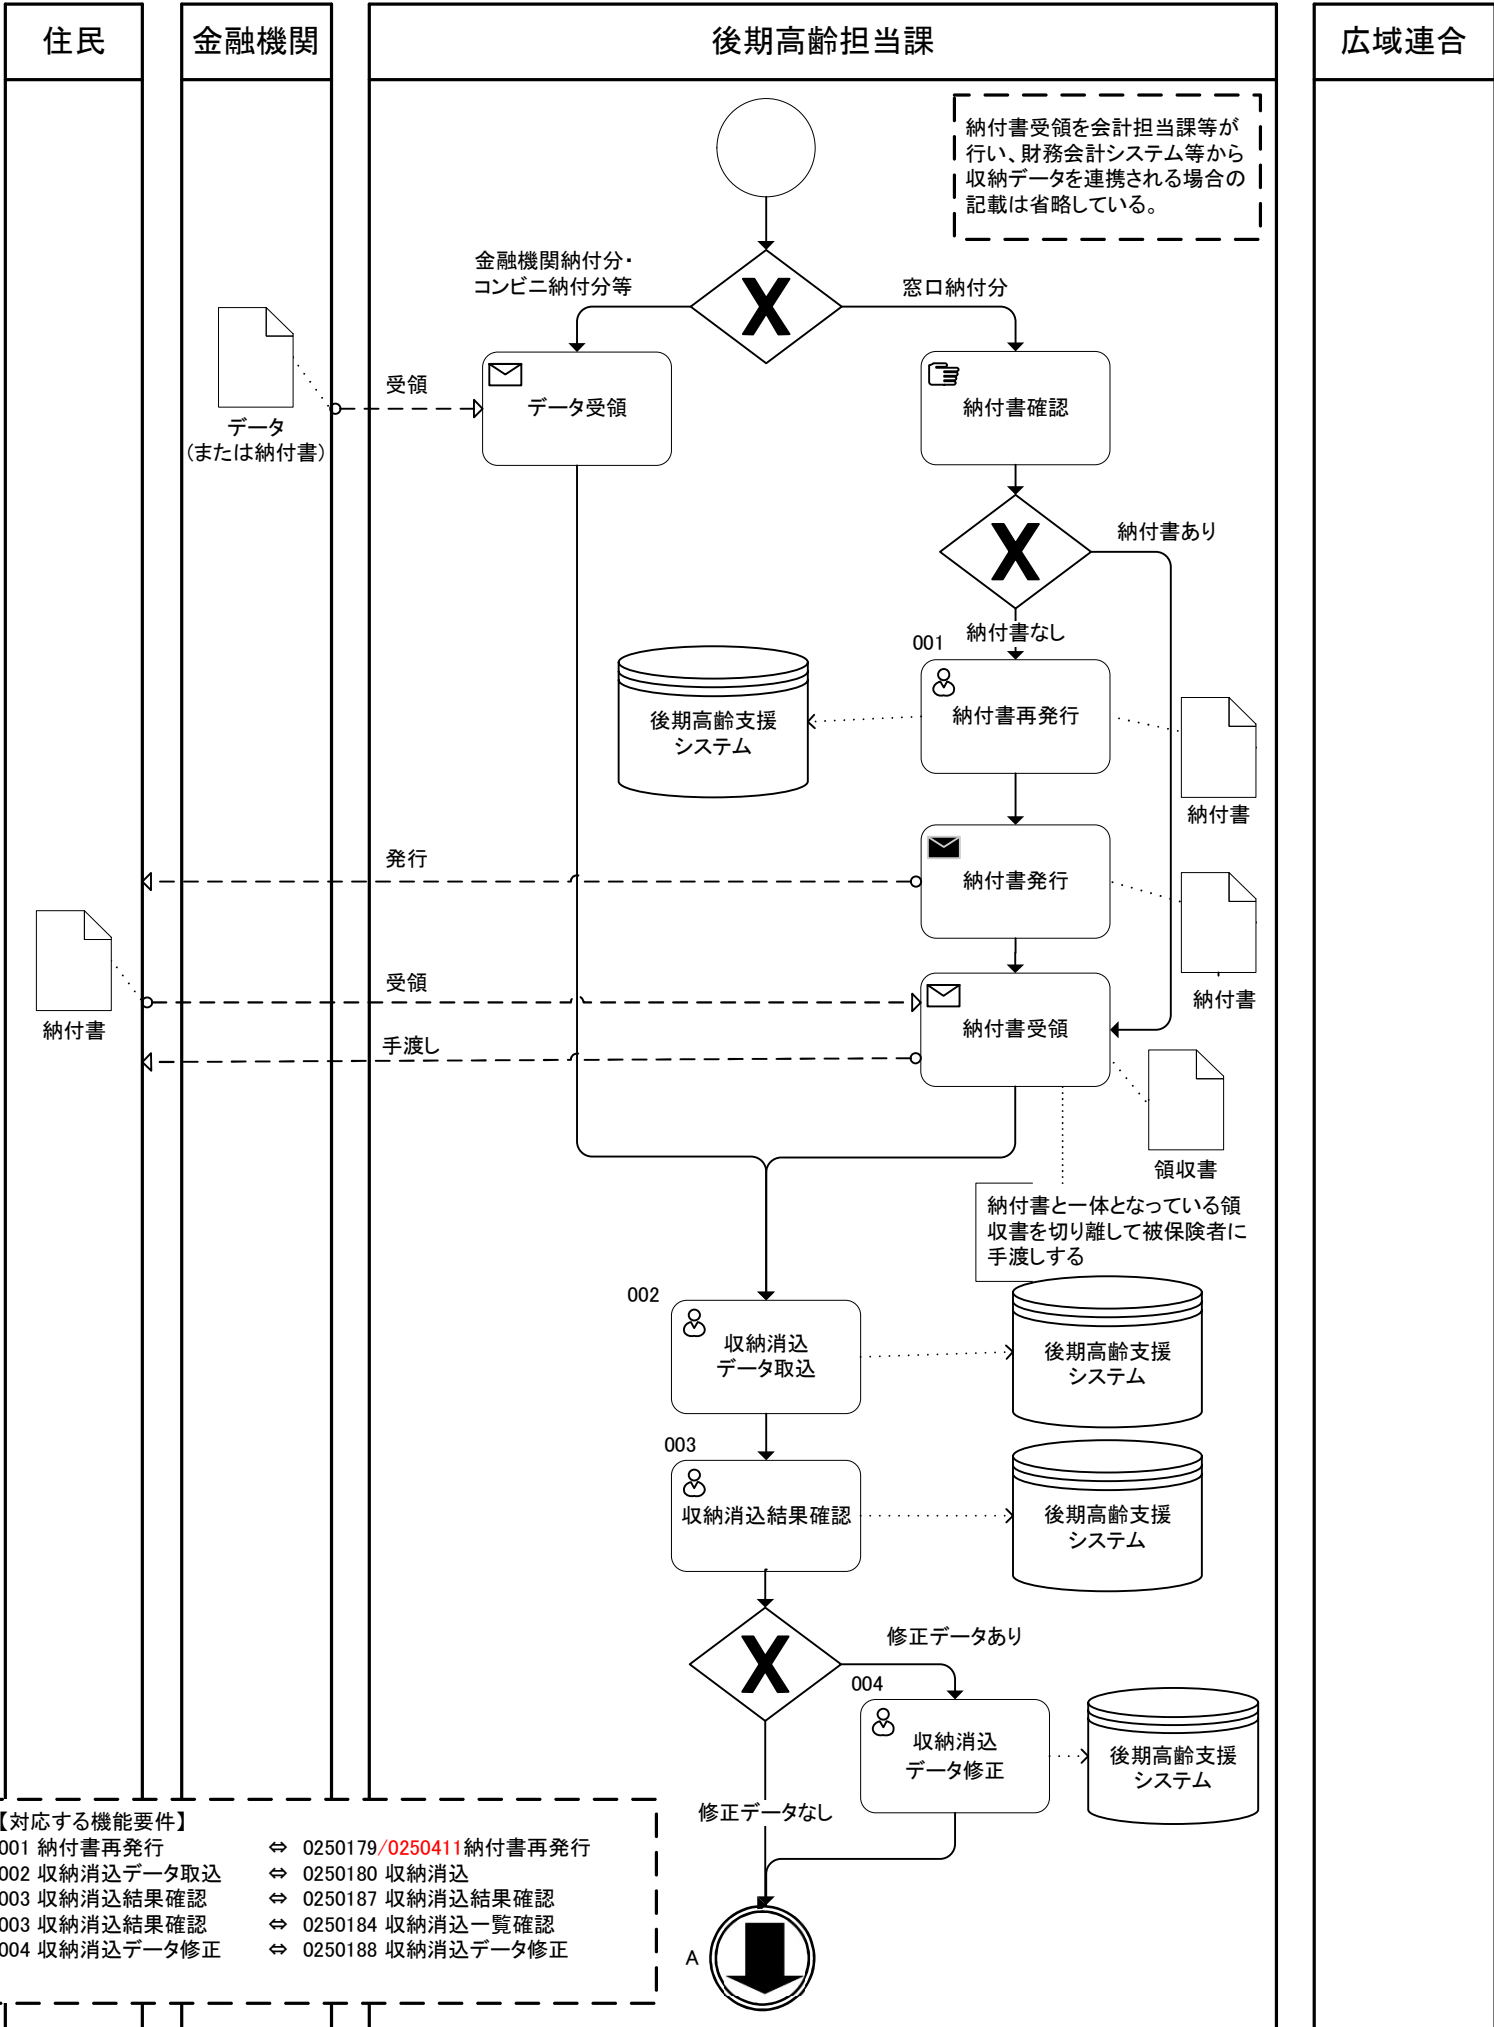 住民
金融機関
後期高齢担当課
広域連合
納付書受領を会計担当課等が
行い、財務会計システム等から
収納データを連携される場合の
記載は省略している。
金融機関納付分・
コンビニ納付分等
窓口納付分
X
データ
(または納付書)
受領
データ受領
納付書確認
納付書あり
X
納付書なし
001
納付書再発行
後期高齢支援
システム
納付書
発行
納付書発行
納付書
納付書
受領
納付書受領
手渡し
領収書
納付書と一体となっている領
収書を切り離して被保険者に
手渡しする
002
収納消込
データ取込
後期高齢支援
システム
003
収納消込結果確認
後期高齢支援
システム
X
修正データあり
004
収納消込
データ修正
後期高齢支援
システム
修正データなし
A
【対応する機能要件】
001 納付書再発行 ⇔ 0250179/0250411納付書再発行
002 収納消込データ取込 ⇔ 0250180 収納消込
003 収納消込結果確認 ⇔ 0250187 収納消込結果確認
003 収納消込結果確認 ⇔ 0250184 収納消込一覧確認
004 収納消込データ修正 ⇔ 0250188 収納消込データ修正